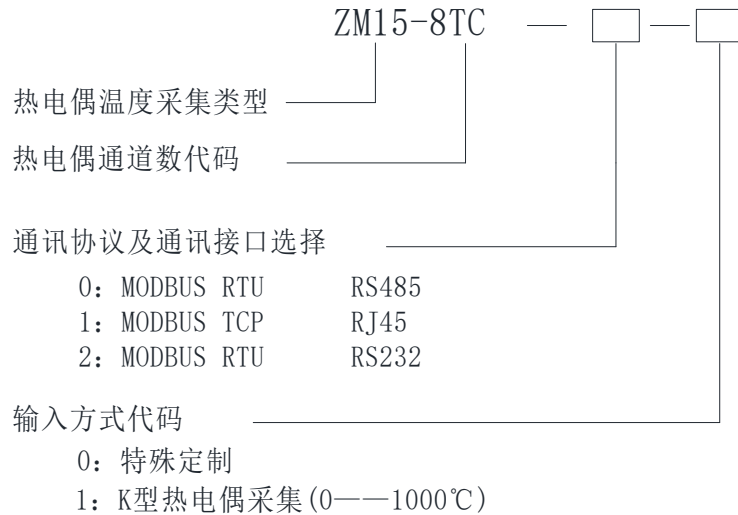 ZM15-8TC — □ — □
热电偶温度采集类型
热电偶通道数代码
通讯协议及通讯接口选择
0: MODBUS RTU RS485
1: MODBUS TCP RJ45
2: MODBUS RTU RS232
输入方式代码
0: 特殊定制
1: K型热电偶采集(0——1000℃)